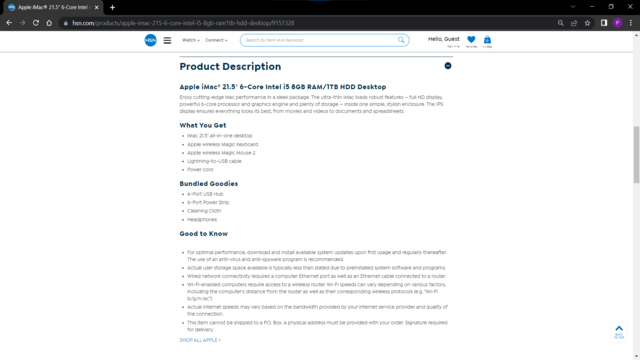 Apple iMac® 21.5" 6-Core Intel i
hsn.com/products/apple-imac-215-6-core-intel-i5-8gb-ram/1tb-hdd-desktop/9151328
P
HSN
Watch
Connect
Search by item # or keyword
Hello, Guest
Product Description
Apple iMac® 21.5" 6-Core Intel i5 8GB RAM/1TB HDD Desktop
Enjoy cutting-edge Mac performance in a sleek package. The ultra-thin iMac loads robust features — full HD display,
powerful 6-core processor and graphics engine and plenty of storage — inside one simple, stylish enclosure. The IPS
display ensures everything looks its best, from movies and videos to documents and spreadsheets.
What You Get
• iMac 21.5" all-in-one desktop
• Apple wireless Magic Keyboard
• Apple wireless Magic Mouse 2
• Lightning-to-USB cable
• Power cord
Bundled Goodies
• 4-Port USB Hub
• 6-Port Power Strip
• Cleaning Cloth
• Headphones
Good to Know
• For optimal performance, download and install available system updates upon first usage and regularly thereafter.
The use of an anti-virus and anti-spyware program is recommended.
• Actual user storage space available is typically less than stated due to preinstalled system software and programs.
• Wired network connectivity requires a computer Ethernet port as well as an Ethernet cable connected to a router.
• Wi-Fi-enabled computers require access to a wireless router. Wi-Fi speeds can vary depending on various factors,
including the computer's distance from the router as well as their corresponding wireless protocols (e.g. "Wi-Fi
b/g/n/ac").
• Actual Internet speeds may vary based on the bandwidth provided by your internet service provider and quality of
the connection.
• This item cannot be shipped to a P.O. Box. A physical address must be provided with your order. Signature required
for delivery.
SHOP ALL APPLE >
BACK
TO TOP